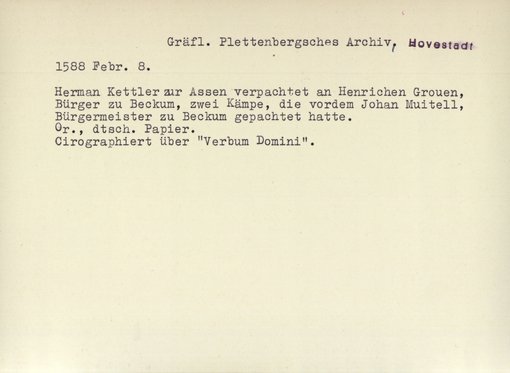 Gräfl. Plettenbergsches Archiv, Hovestadt
1588 Febr. 8.
Herman Kettler zur Assen verpachtet an Henrichen Grouen,
Bürger zu Beckum, zwei Kämpe, die vordem Johan Muitell,
Bürgermeister zu Beckum gepachtet hatte.
Or., dtsch. Papier.
Cirographiert über "Verbum Domini".